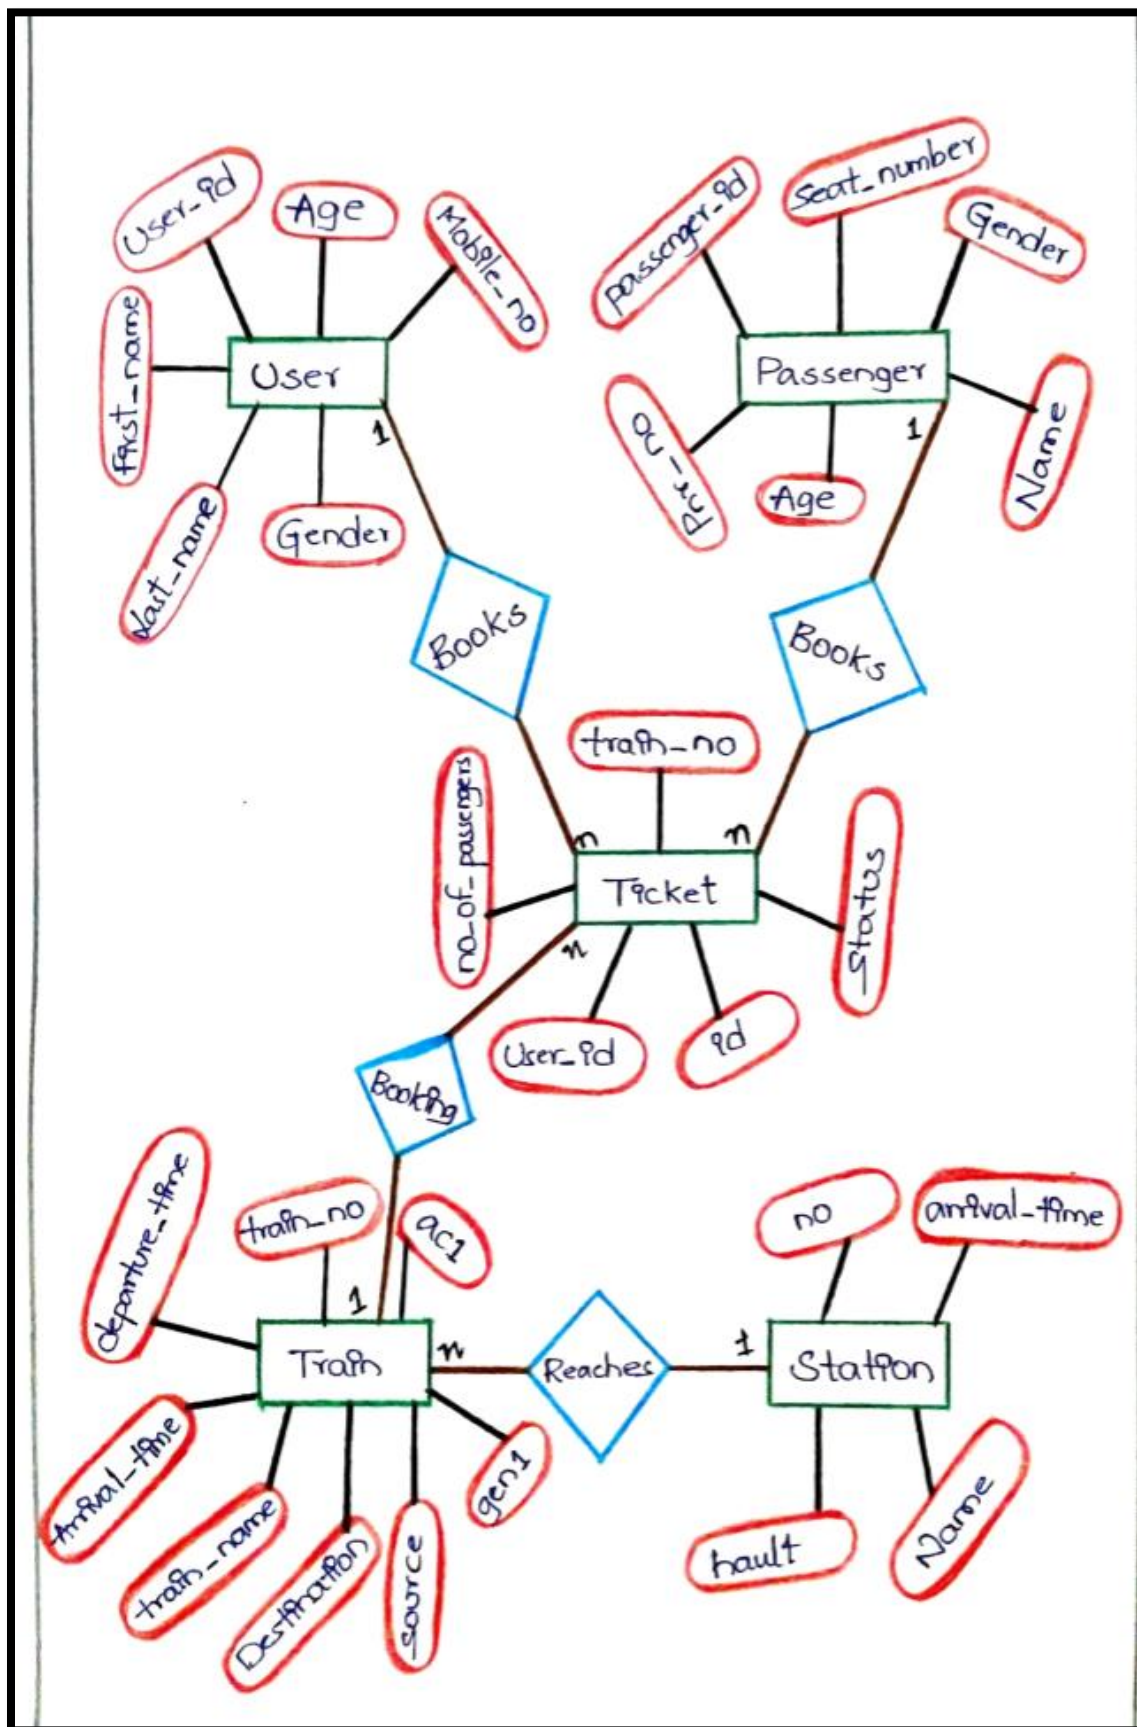 User_id
Age
Mobile_no
first_name
User
Last_name
Gender
1
passenger_id
Seat_number
Gender
Passenger
Pnr_no
Age
Name
1
Books
Books
train_no
n
n
no_of_passengers
Ticket
Status
n
User_id
id
Booking
departure_time
train_no
ac1
1
Train
n
Reaches
1
Station
no
arrival_time
Arrival_time
train_name
Destination
source
gen1
hault
Name